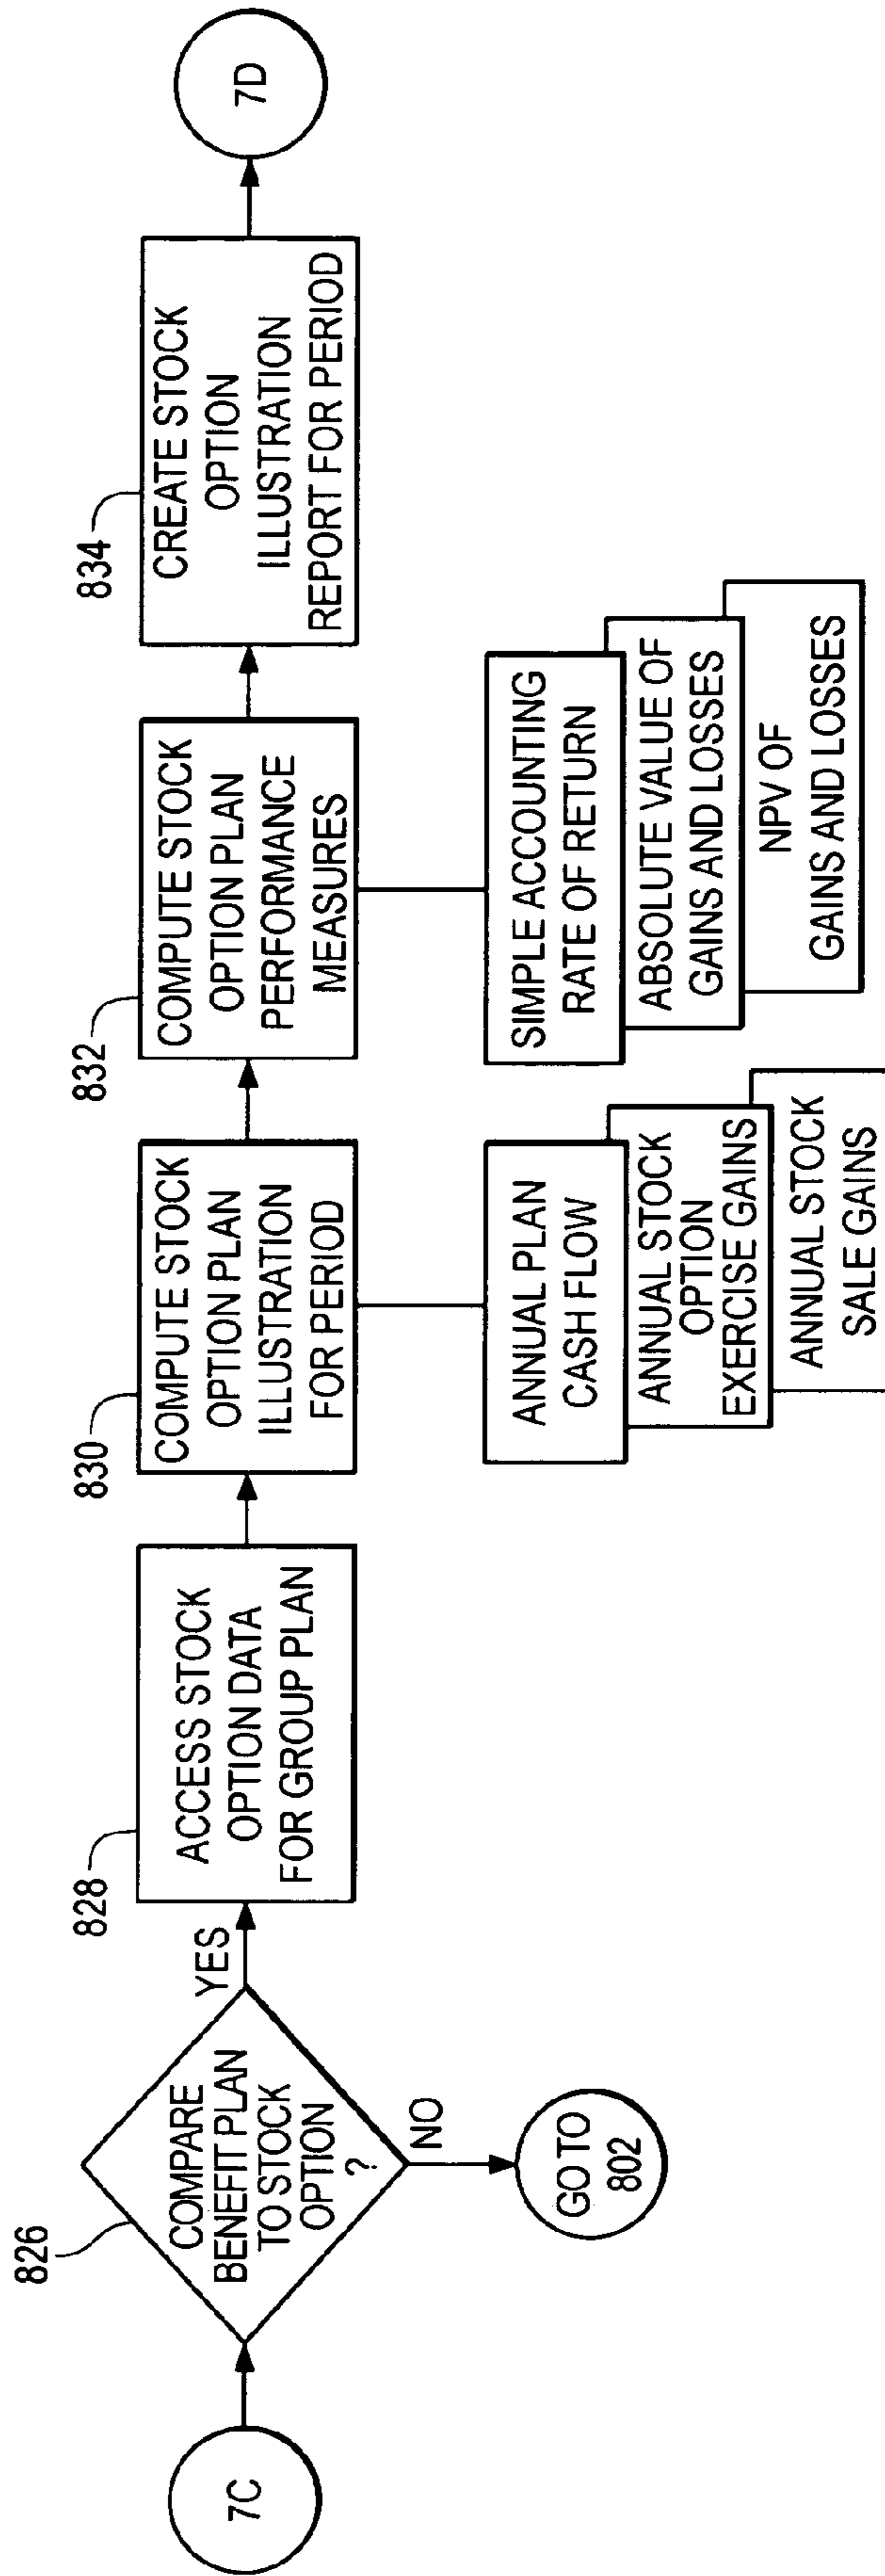 7C
826
COMPARE
BENEFIT PLAN
TO STOCK
OPTION
?
YES
NO
GO TO
802
828
ACCESS STOCK
OPTION DATA
FOR GROUP PLAN
830
COMPUTE STOCK
OPTION PLAN
ILLUSTRATION
FOR PERIOD
ANNUAL PLAN
CASH FLOW
ANNUAL STOCK
OPTION
EXERCISE GAINS
ANNUAL STOCK
SALE GAINS
832
COMPUTE STOCK
OPTION PLAN
PERFORMANCE
MEASURES
SIMPLE ACCOUNTING
RATE OF RETURN
ABSOLUTE VALUE OF
GAINS AND LOSSES
NPV OF
GAINS AND LOSSES
834
CREATE STOCK
OPTION
ILLUSTRATION
REPORT FOR PERIOD
7D